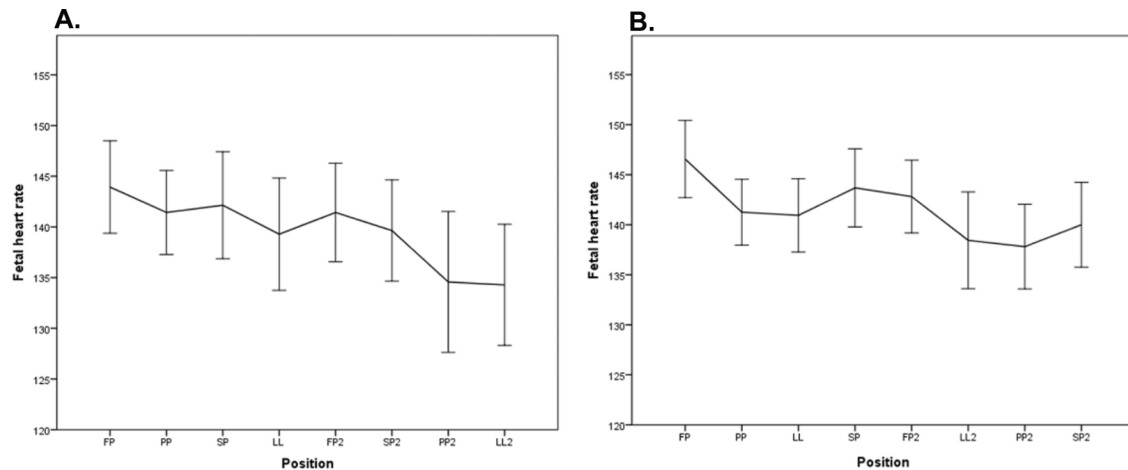 A.
Fetal heart rate
155
150
145
140
135
130
125
120
FP PP SP LL FP2 SP2 PP2 LL2
Position
B.
Fetal heart rate
155
150
145
140
135
130
125
120
FP PP LL SP FP2 LL2 PP2 SP2
Position